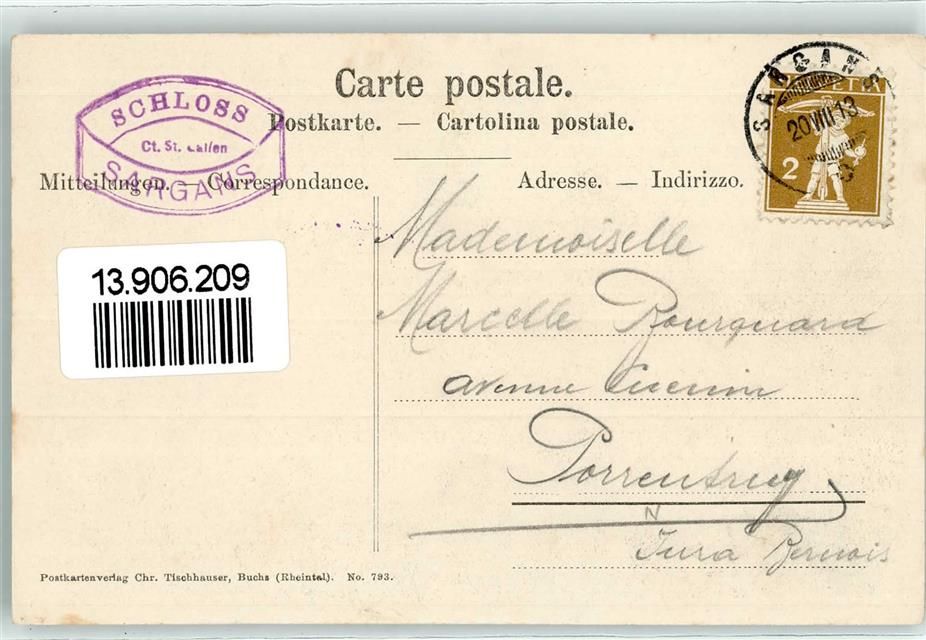 Carte postale.
Postkarte. — Cartolina postale.
SCHLOSS
Ct. St. Gallen
SARGANS
Mitteilungen. — Correspondance.
Adresse. — Indirizzo.
SARGANS
20 VII 13
HELVETIA
2
Mademoiselle
Marcelle Bourquard
avenue Cuenin
Porrentruy
N
Jura Bernois
13.906.209
Postkartenverlag Chr. Tischhauser, Buchs (Rheintal). No. 793.